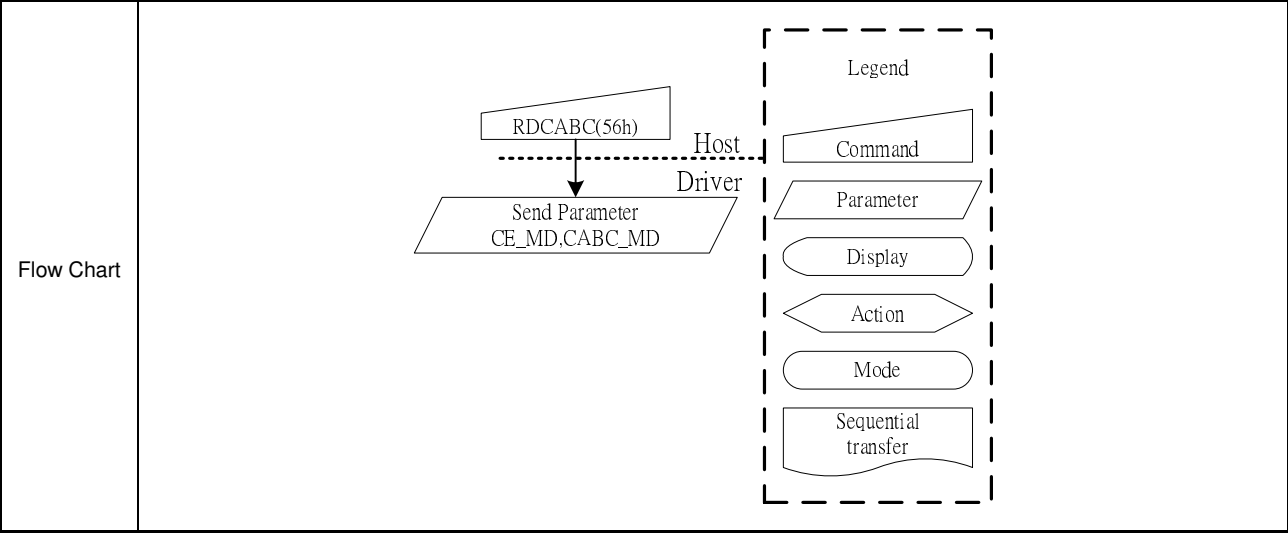 Flow Chart
RDCABC(56h)
Host
Driver
Send Parameter
CE_MD,CABC_MD
Legend
Command
Parameter
Display
Action
Mode
Sequential
transfer